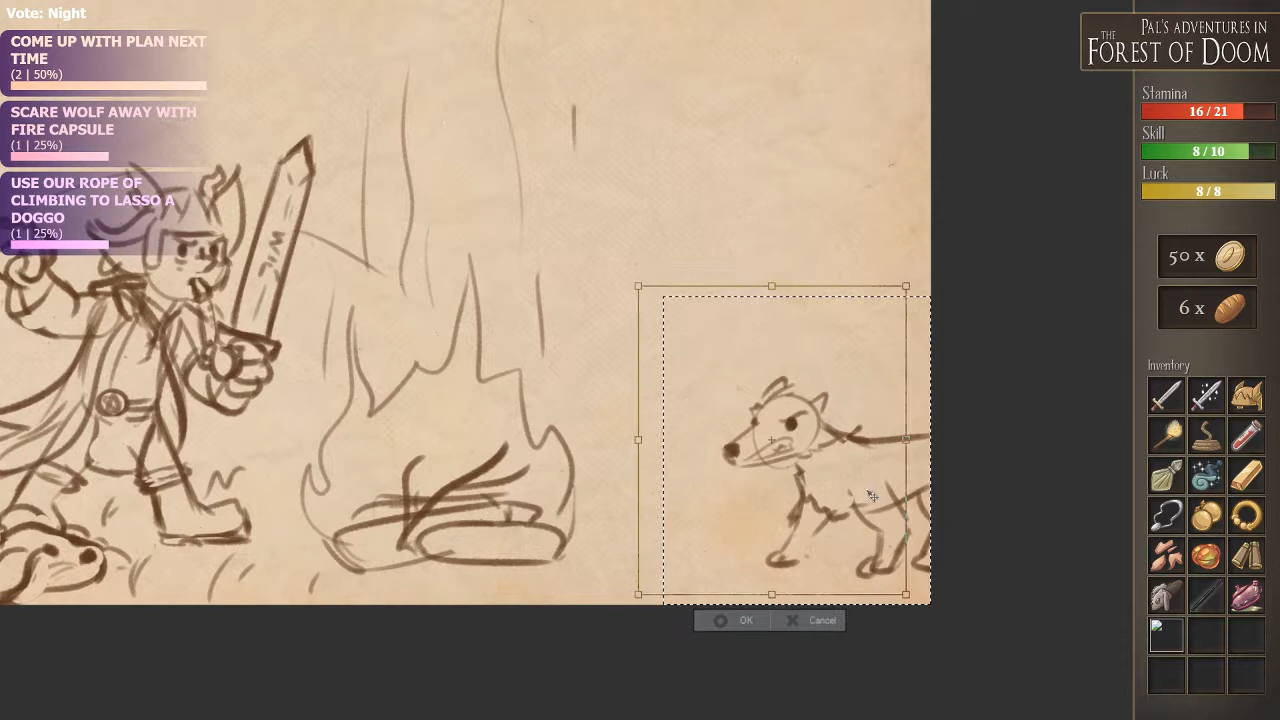 Vote: Night
COME UP WITH PLAN NEXT
TIME
(2 | 50%)
SCARE WOLF AWAY WITH
FIRE CAPSULE
(1 | 25%)
USE OUR ROPE OF
CLIMBING TO LASSO A
DOGGO
(1 | 25%)
WIL
OK
Cancel
PAL'S ADVENTURES IN
THE
FOREST OF DOOM
Stamina
16 / 21
Skill
8 / 10
Luck
8 / 8
50 x
6 x
Inventory